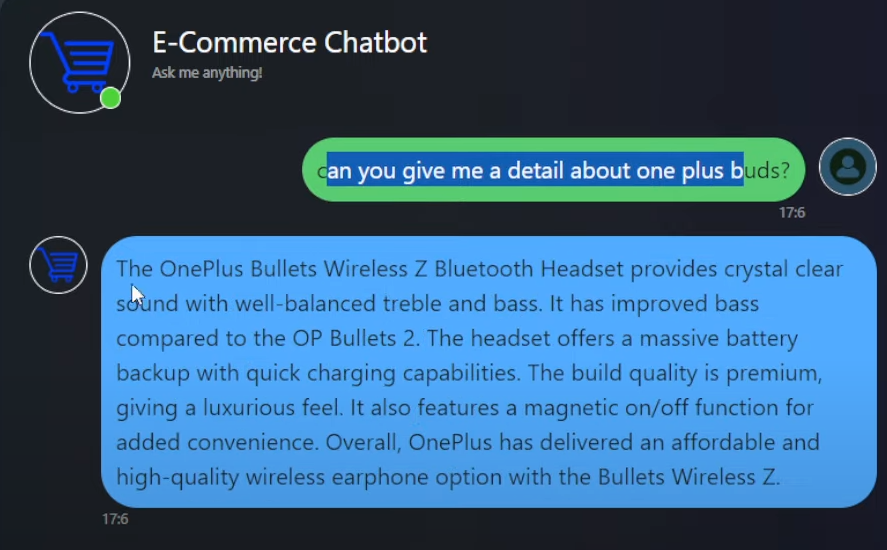 E-Commerce Chatbot
Ask me anything!
can you give me a detail about one plus buds?
17:6
The OnePlus Bullets Wireless Z Bluetooth Headset provides crystal clear
sound with well-balanced treble and bass. It has improved bass
compared to the OP Bullets 2. The headset offers a massive battery
backup with quick charging capabilities. The build quality is premium,
giving a luxurious feel. It also features a magnetic on/off function for
added convenience. Overall, OnePlus has delivered an affordable and
high-quality wireless earphone option with the Bullets Wireless Z.
17:6